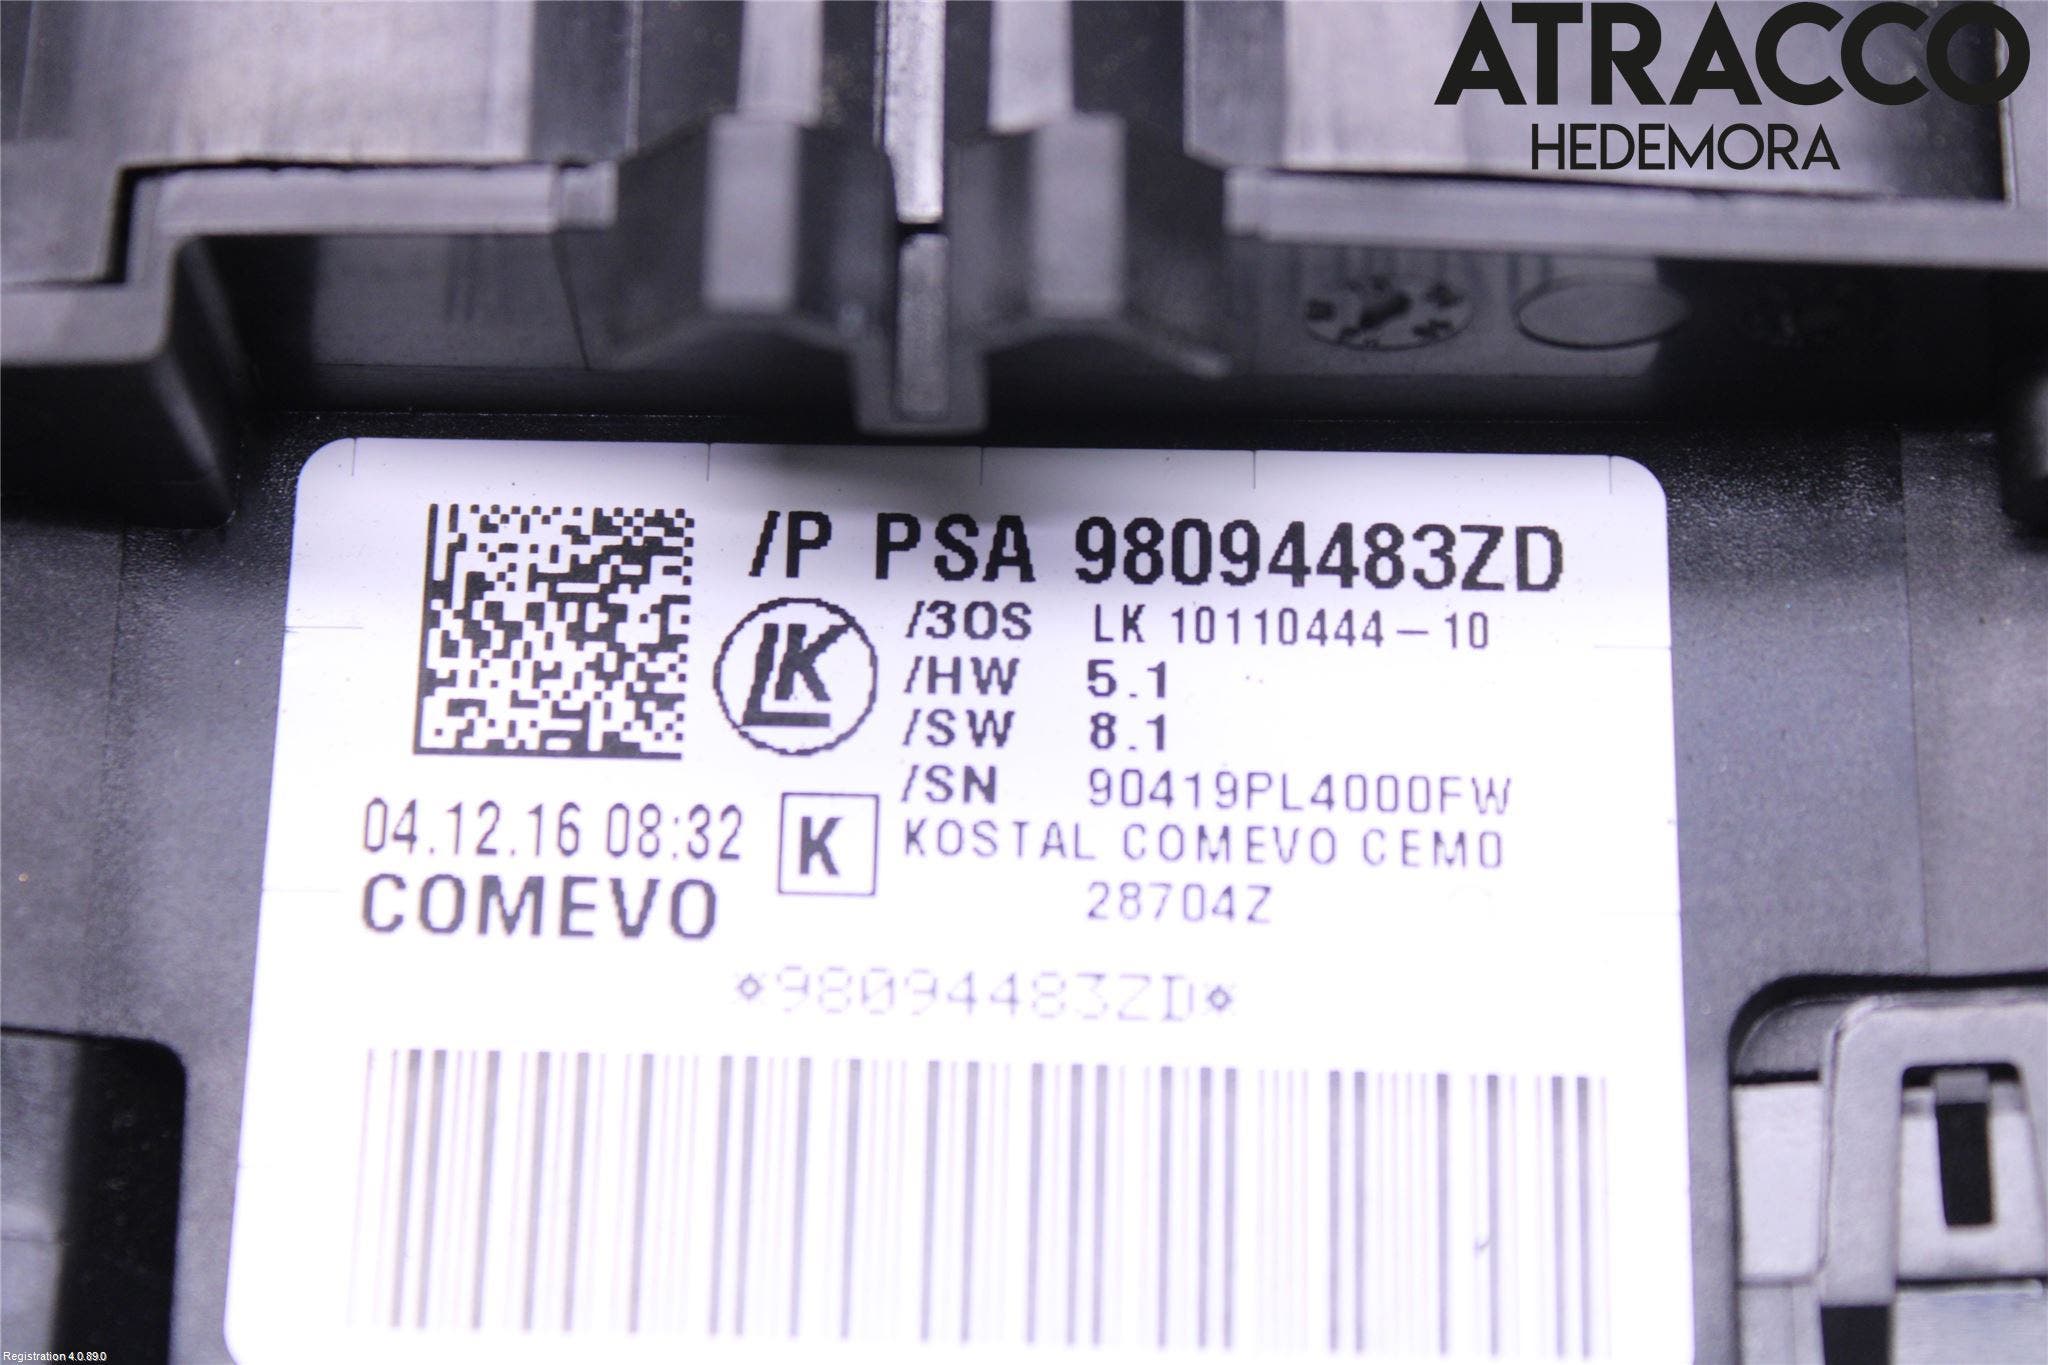 ATRACCO
HEDEMORA
/P PSA 98094483ZD
/3OS LK 10110444-10
LK
/HW 5.1
/SW 8.1
/SN 90419PL4000FW
04.12.16 08:32
K
KOSTAL COMEVO CEMO
COMEVO
28704Z
*98094483ZD*
Registration 4.0.89.0